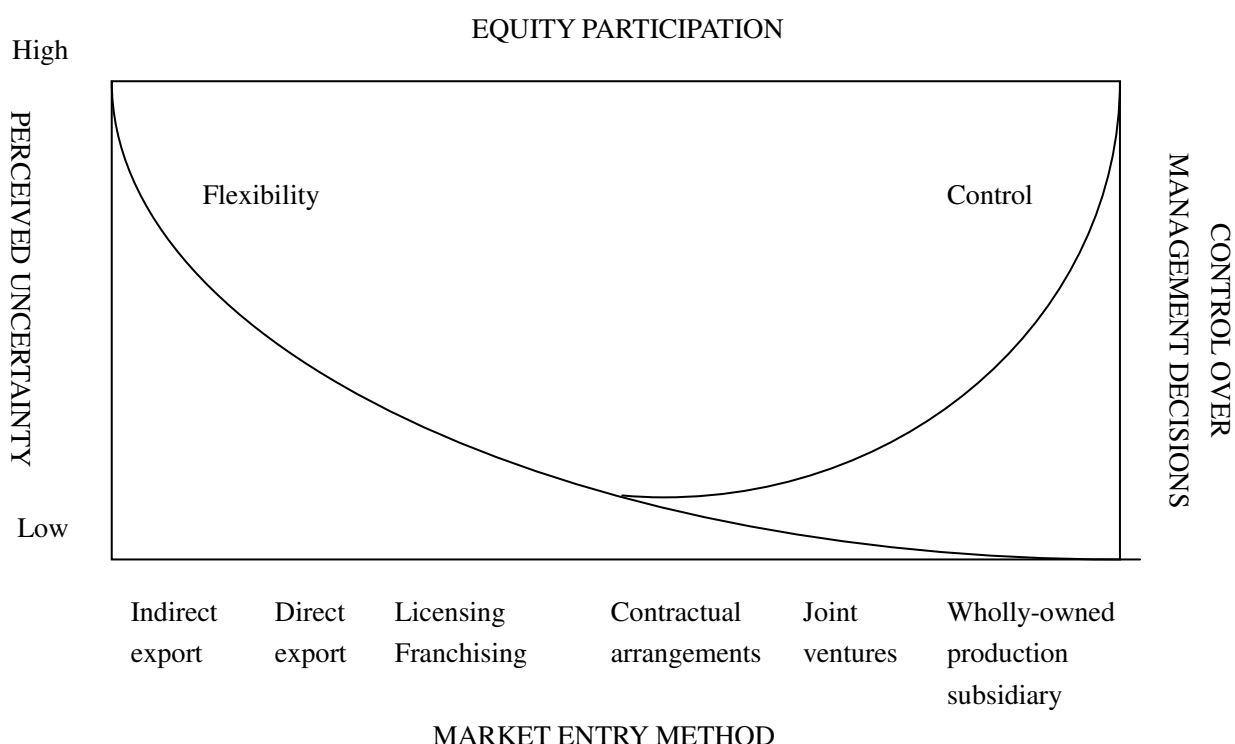 EQUITY PARTICIPATION
High
PERCEIVED UNCERTAINTY
Flexibility
Control
CONTROL OVER
MANAGEMENT DECISIONS
Low
Indirect
export
Direct
export
Licensing
Franchising
Contractual
arrangements
Joint
ventures
Wholly-owned
production
subsidiary
MARKET ENTRY METHOD